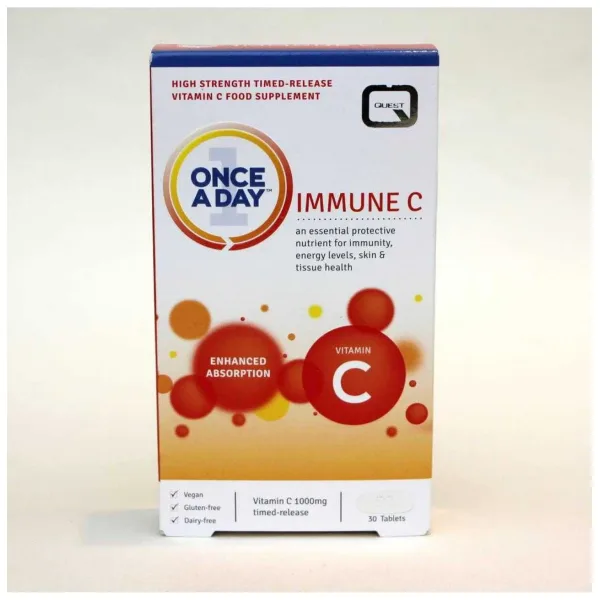 HIGH STRENGTH TIMED-RELEASE
VITAMIN C FOOD SUPPLEMENT
QUEST
1
ONCE
A DAY™
IMMUNE C
an essential protective
nutrient for immunity,
energy levels, skin &
tissue health
ENHANCED
ABSORPTION
VITAMIN
C
✓ Vegan
✓ Gluten-free
✓ Dairy-free
Vitamin C 1000mg
timed-release
30 Tablets